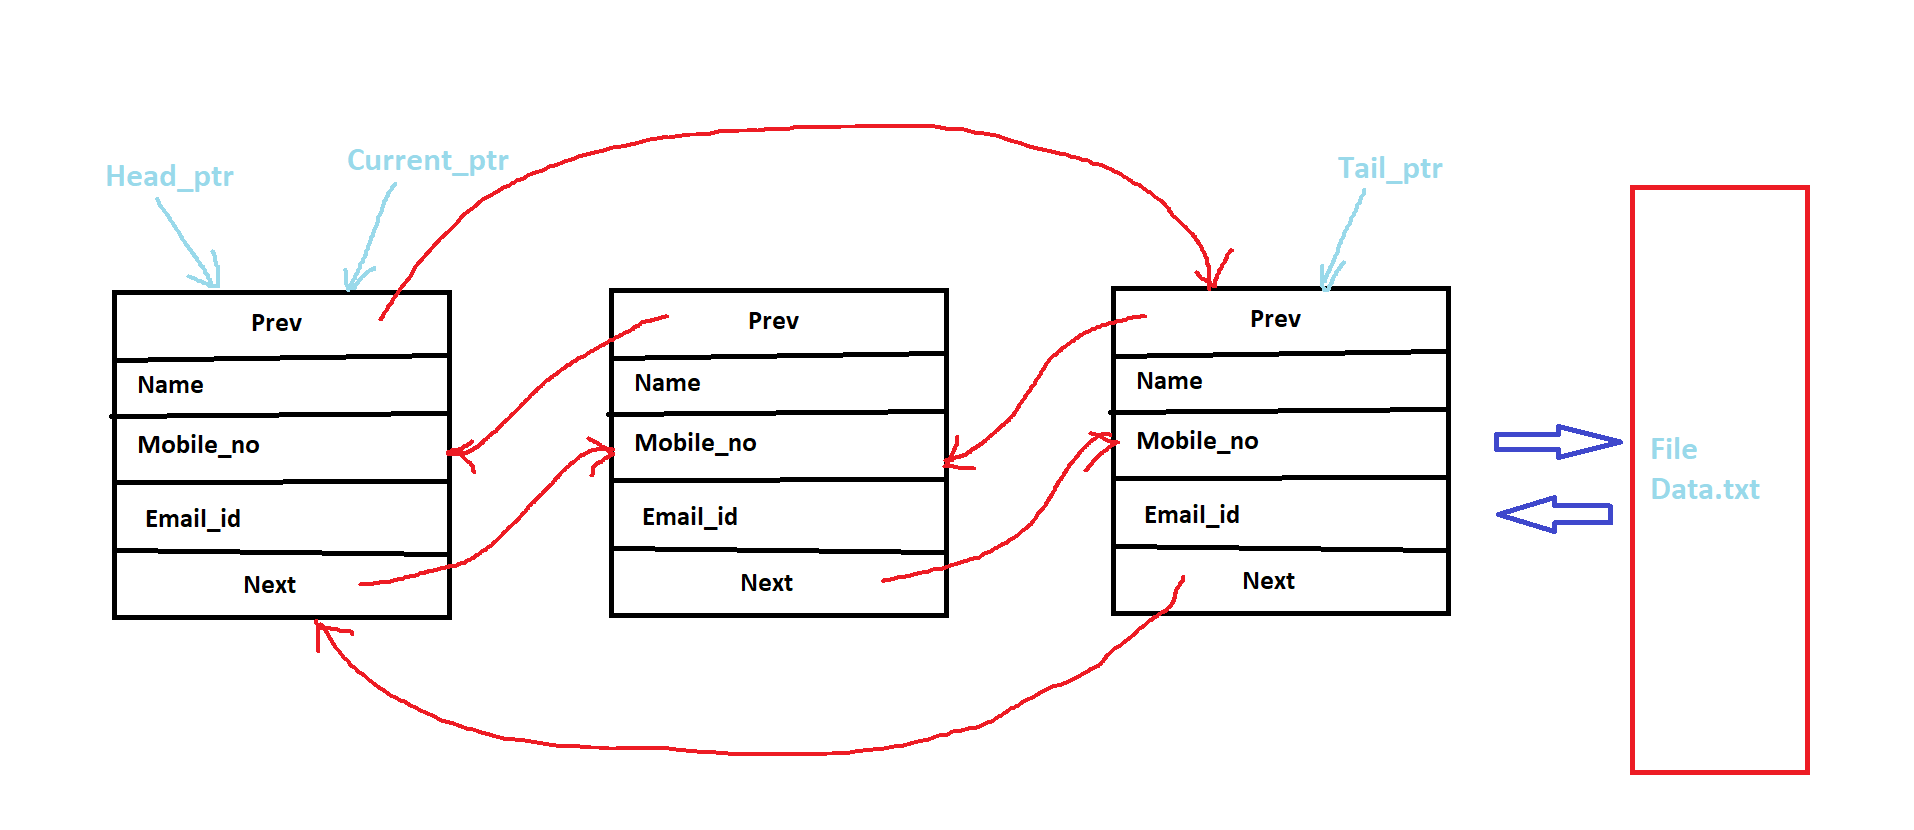 Head_ptr
Current_ptr
Tail_ptr
Prev
Name
Mobile_no
Email_id
Next
Prev
Name
Mobile_no
Email_id
Next
Prev
Name
Mobile_no
Email_id
Next
File
Data.txt